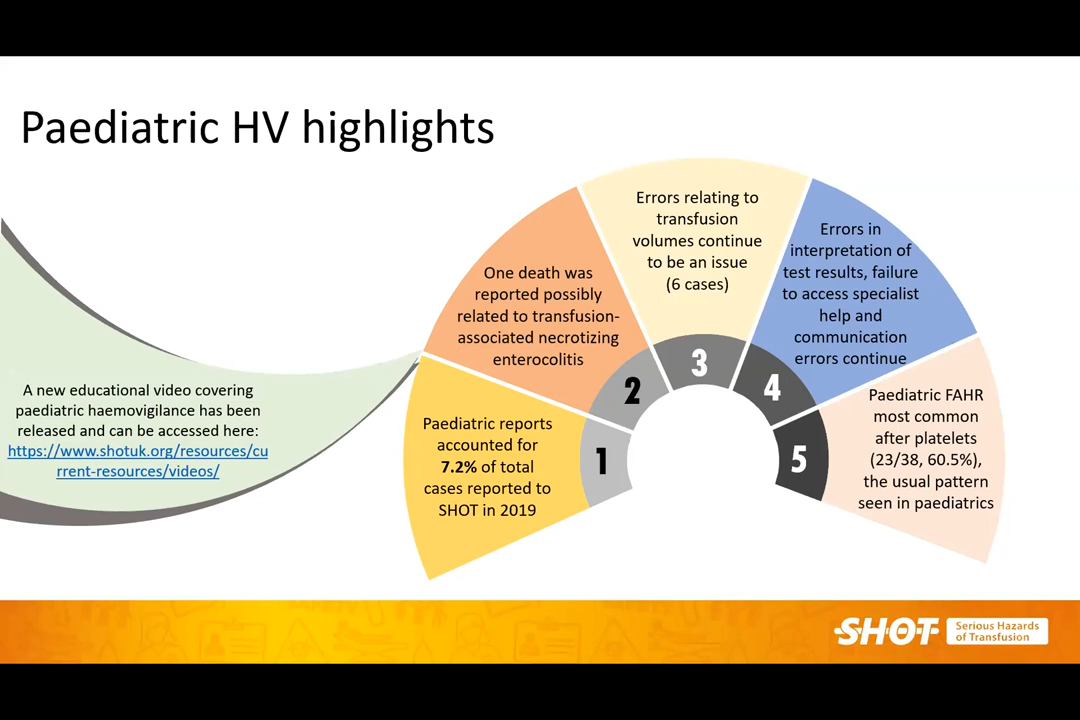 Paediatric HV highlights
A new educational video covering
paediatric haemovigilance has been
released and can be accessed here:
https://www.shotuk.org/resources/cu
rrent-resources/videos/
Paediatric reports
accounted for
7.2% of total
cases reported to
SHOT in 2019
1
One death was
reported possibly
related to transfusion-
associated necrotizing
enterocolitis
2
Errors relating to
transfusion
volumes continue
to be an issue
(6 cases)
3
Errors in
interpretation of
test results, failure
to access specialist
help and
communication
errors continue
4
Paediatric FAHR
most common
after platelets
(23/38, 60.5%),
the usual pattern
seen in paediatrics
5
SHOT
Serious Hazards
of Transfusion